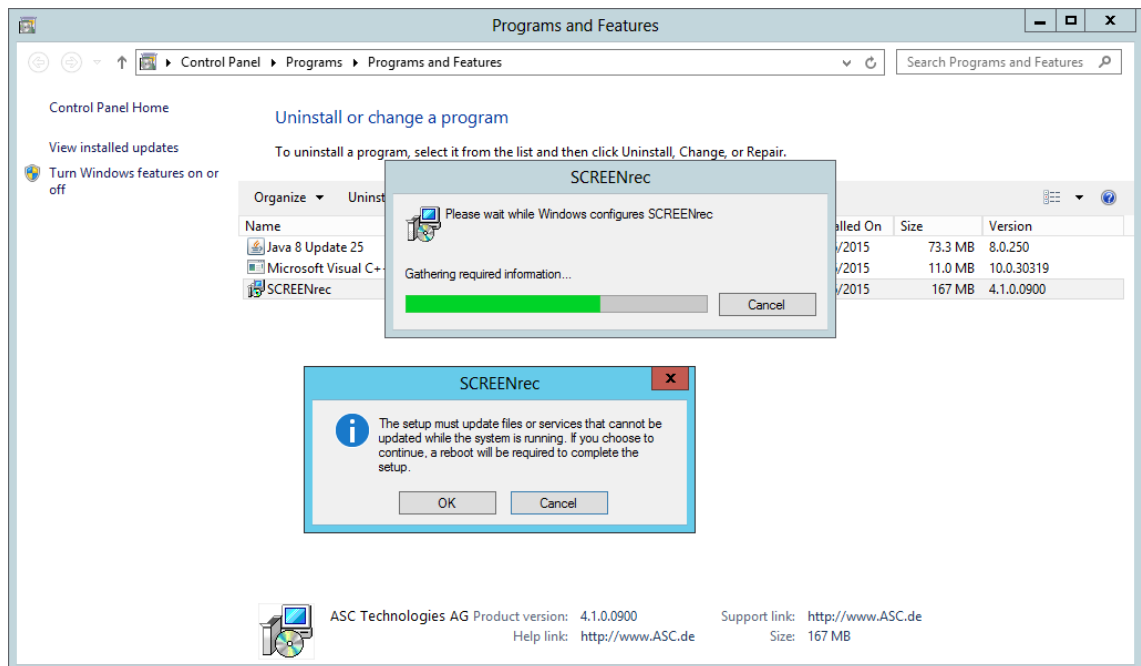 Programs and Features
Control Panel Programs Programs and Features
Search Programs and Features
Control Panel Home
View installed updates
Turn Windows features on or
off
Uninstall or change a program
To uninstall a program, select it from the list and then click Uninstall, Change, or Repair.
Organize
Name
Size
Version
Java 8 Update 25
/2015
73.3 MB
8.0.250
Microsoft Visual C+
/2015
11.0 MB
10.0.30319
SCREENrec
/2015
167 MB
4.1.0.0900
SCREENrec
Please wait while Windows configures SCREENrec
Gathering required information...
Cancel
SCREENrec
The setup must update files or services that cannot be
updated while the system is running. If you choose to
continue, a reboot will be required to complete the
setup.
OK
Cancel
ASC Technologies AG Product version: 4.1.0.0900
Support link: http://www.ASC.de
Help link: http://www.ASC.de
Size: 167 MB